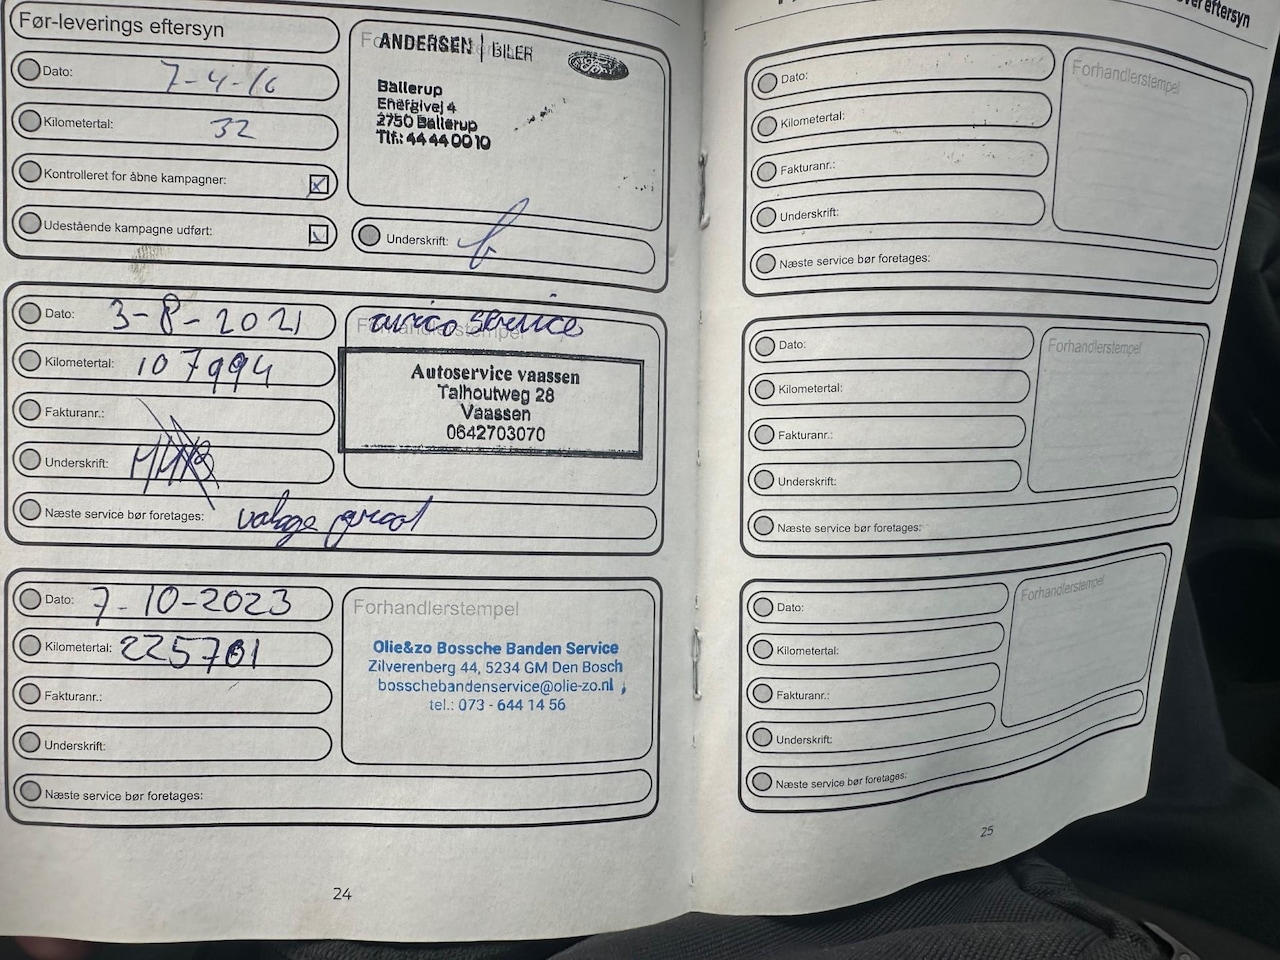 Før-leverings eftersyn
Dato: 7-4-16
Kilometertal: 32
Kontrolleret for åbne kampagner:
Udestående kampagne udført:
ANDERSEN | BILER
Ford
Ballerup
Energivej 4
2750 Ballerup
Tlf.: 44 44 00 10
Underskrift:
Dato: 3-8-2021
Kilometertal: 107994
Fakturanr.:
Underskrift:
Næste service bør foretages:
Forhandlerstempel
service
Autoservice vaassen
Talhoutweg 28
Vaassen
0642703070
Dato: 7-10-2023
Kilometertal: 225701
Fakturanr.:
Underskrift:
Næste service bør foretages:
Forhandlerstempel
Olie&zo Bossche Banden Service
Zilverenberg 44, 5234 GM Den Bosch
bosschebandenservice@olie-zo.nl
tel.: 073 - 644 14 56
24
eftersyn
Dato:
Kilometertal:
Fakturanr.:
Underskrift:
Næste service bør foretages:
Forhandlerstempel
Dato:
Kilometertal:
Fakturanr.:
Underskrift:
Næste service bør foretages:
Forhandlerstempel
Dato:
Kilometertal:
Fakturanr.:
Underskrift:
Næste service bør foretages:
Forhandlerstempel
25